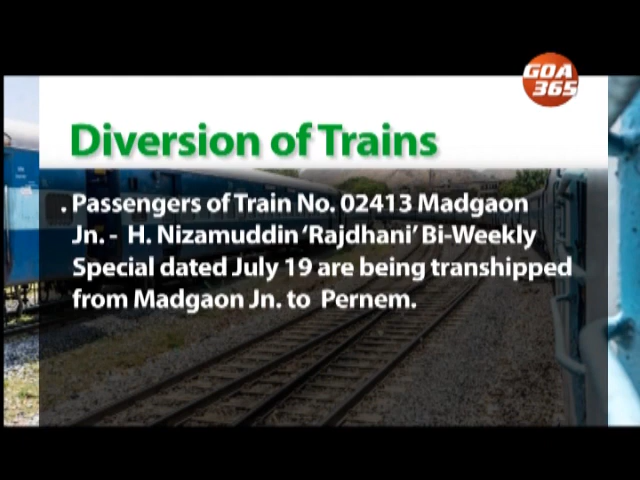 GOA
365
Diversion of Trains
. Passengers of Train No. 02413 Madgaon
Jn. - H. Nizamuddin ‘Rajdhani’ Bi-Weekly
Special dated July 19 are being transhipped
from Madgaon Jn. to Pernem.